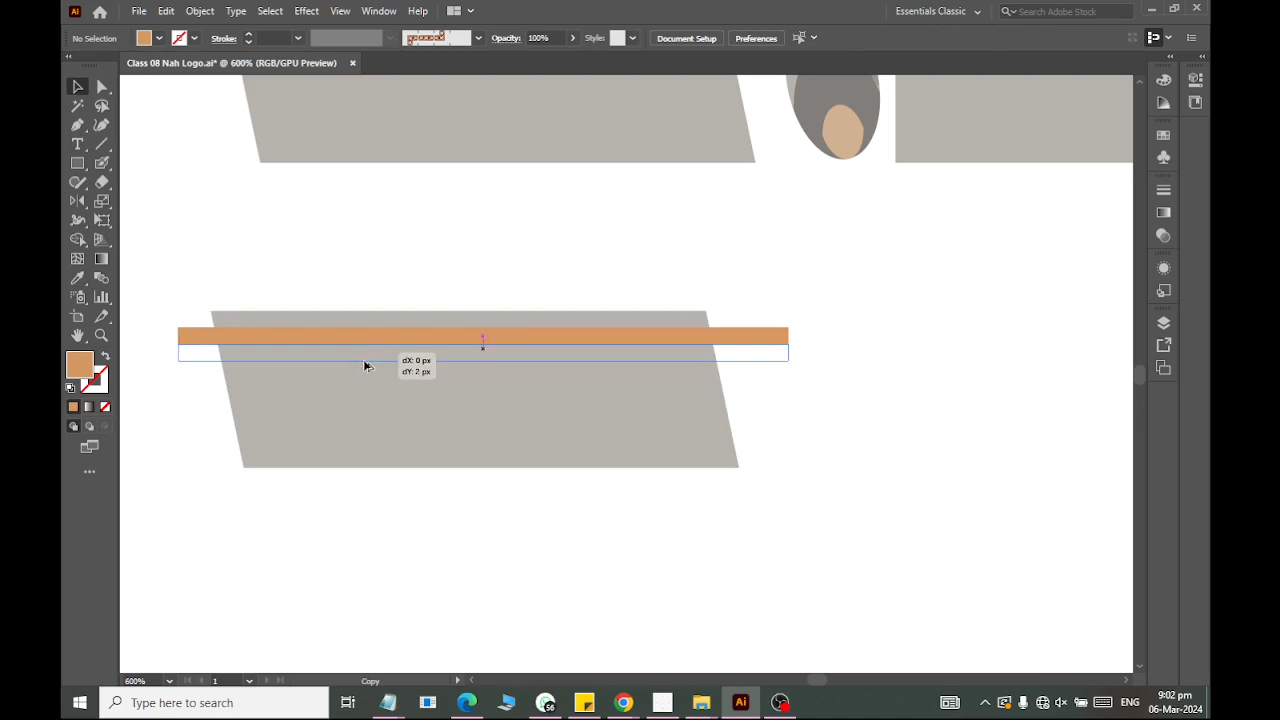 Ai File Edit Object Type Select Effect View Window Help Essentials Classic Search Adobe Stock
No Selection Stroke: Opacity: 100% Style: Document Setup Preferences
Class 08 Nah Logo.ai* @ 600% (RGB/GPU Preview)
dX: 0 px
dY: 2 px
600% 1 Copy
Type here to search Ai ENG 9:02 pm
06-Mar-2024